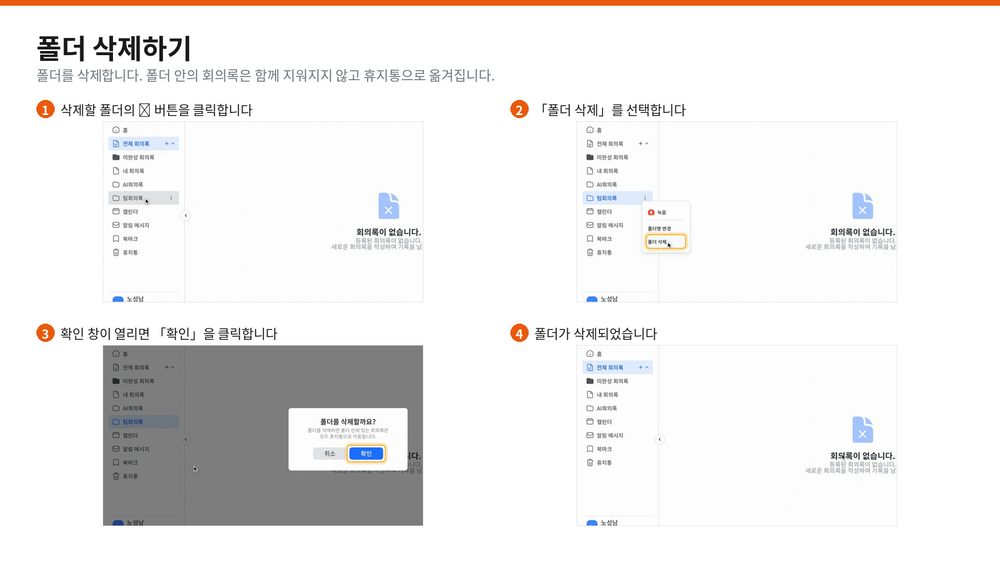 폴더 삭제하기
폴더를 삭제합니다. 폴더 안의 회의록은 함께 지워지지 않고 휴지통으로 옮겨집니다.
1 삭제할 폴더의 버튼을 클릭합니다
홈
전체 회의록
미완성 회의록
내 회의록
AI회의록
팀회의록
캘린더
알림 메시지
북마크
휴지통
노성남
회의록이 없습니다.
등록된 회의록이 없습니다.
새로운 회의록을 작성하여 기록을 남
2 「폴더 삭제」를 선택합니다
홈
전체 회의록
미완성 회의록
내 회의록
AI회의록
팀회의록
캘린더
알림 메시지
북마크
휴지통
노성남
녹음
폴더명 변경
폴더 삭제
회의록이 없습니다.
등록된 회의록이 없습니다.
새로운 회의록을 작성하여 기록을 남
3 확인 창이 열리면 「확인」을 클릭합니다
홈
전체 회의록
미완성 회의록
내 회의록
AI회의록
팀회의록
캘린더
알림 메시지
북마크
휴지통
노성남
폴더를 삭제할까요?
폴더를 삭제하면 폴더 안에 있는 회의록은
모두 휴지통으로 이동됩니다.
취소
확인
4 폴더가 삭제되었습니다
홈
전체 회의록
미완성 회의록
내 회의록
AI회의록
캘린더
알림 메시지
북마크
휴지통
노성남
회의록이 없습니다.
등록된 회의록이 없습니다.
새로운 회의록을 작성하여 기록을 남